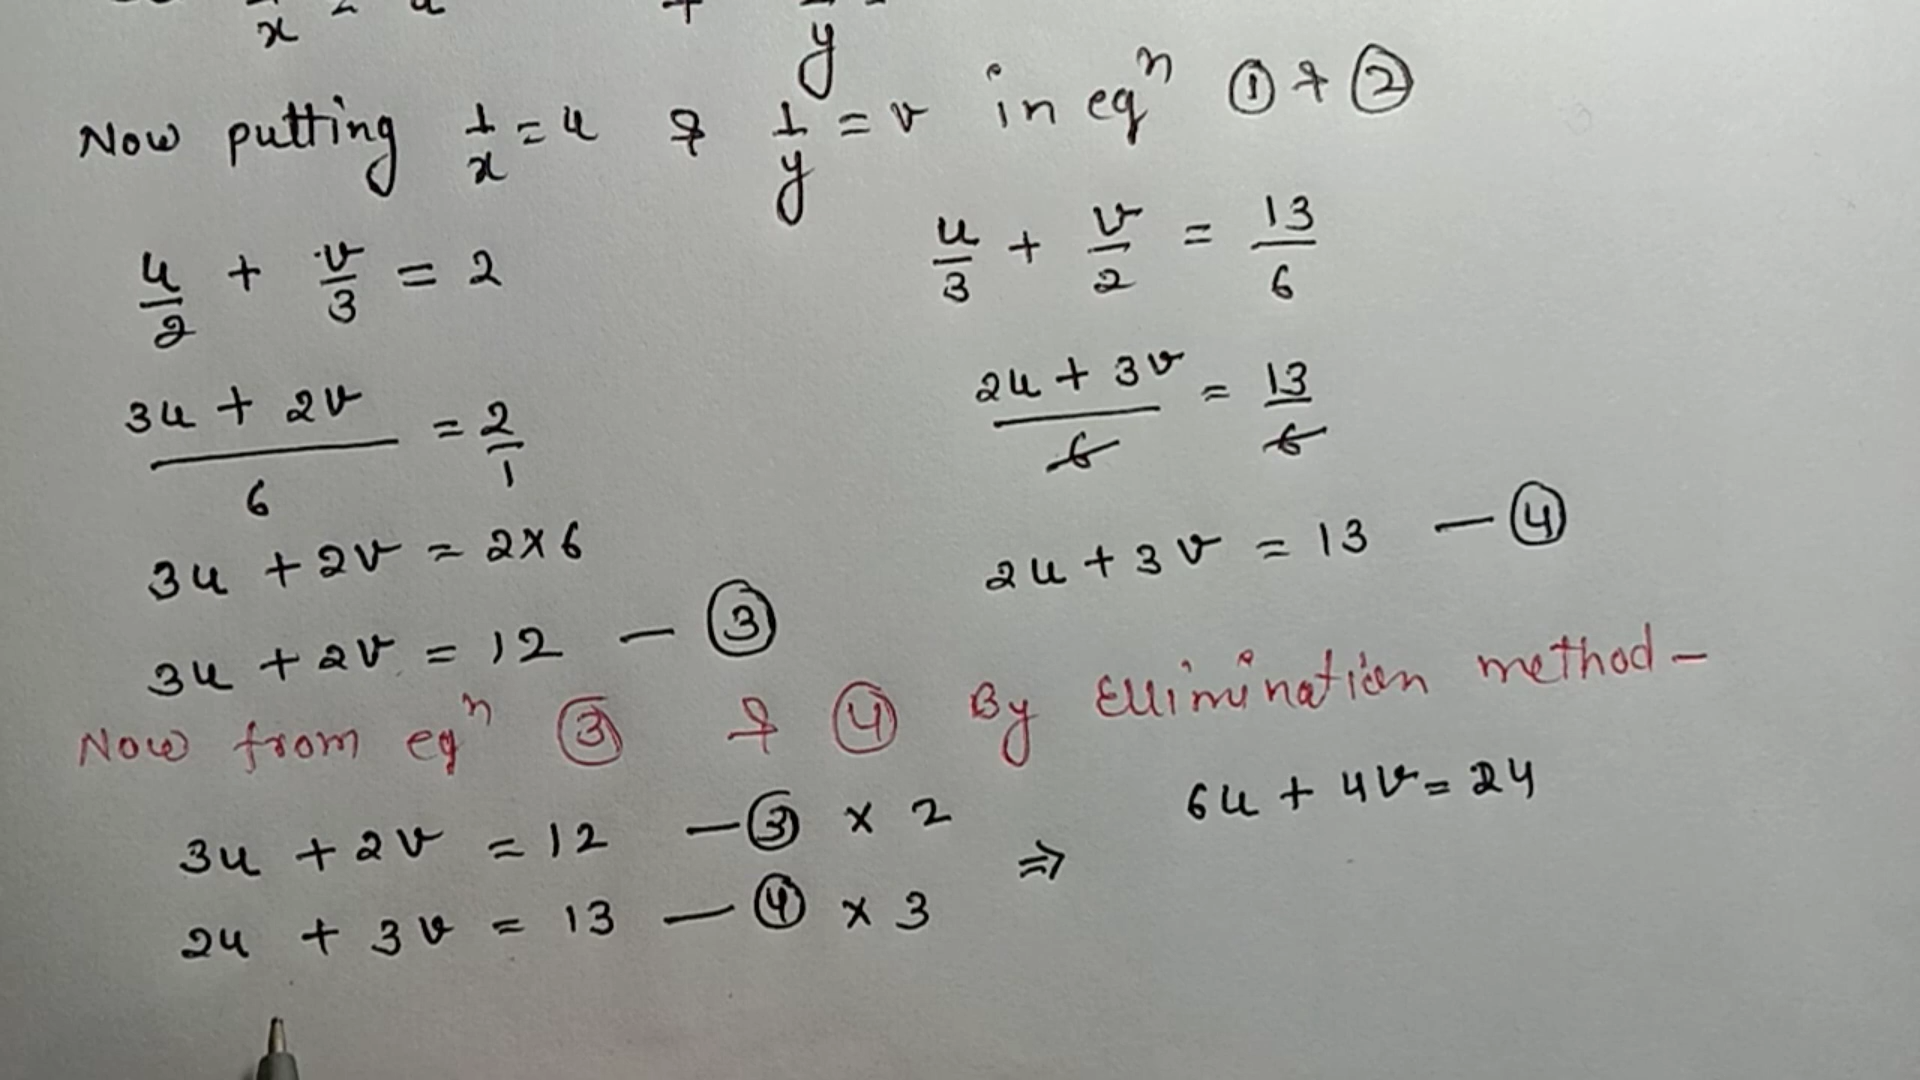 1/x = u & 1/y
Now putting 1/x = u & 1/y = v in eqⁿ ① & ②
u/2 + v/3 = 2
(3u + 2v)/6 = 2/1
3u + 2v = 2×6
3u + 2v = 12 — ③
u/3 + v/2 = 13/6
(2u + 3v)/6 = 13/6
2u + 3v = 13 — ④
Now from eqⁿ ③ & ④ By Ellimination method -
3u + 2v = 12 — ③ × 2
2u + 3v = 13 — ④ × 3
⇒ 6u + 4v = 24